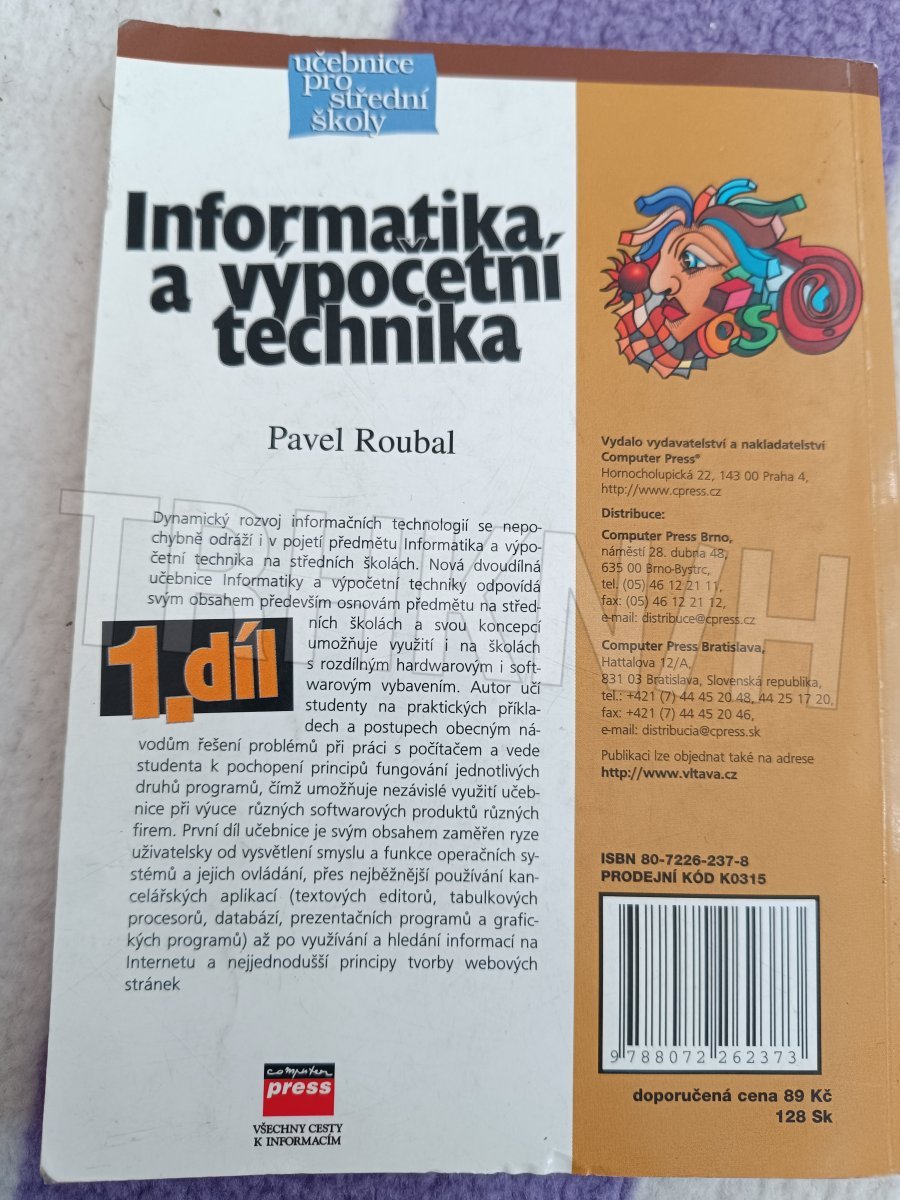 učebnice
pro
střední
školy
Informatika
a výpočetní
technika
Pavel Roubal
Dynamický rozvoj informačních technologií se nepo-
chybně odráží i v pojetí předmětu Informatika a výpo-
četní technika na středních školách. Nová dvoudílná
učebnice Informatiky a výpočetní techniky odpovídá
svým obsahem především osnovám předmětu na střed-
ních školách a svou koncepcí
umožňuje využití i na školách
s rozdílným hardwarovým i soft-
warovým vybavením. Autor učí
studenty na praktických příkla-
dech a postupech obecným ná-
1.díl
vodům řešení problémů při práci s počítačem a vede
studenta k pochopení principů fungování jednotlivých
druhů programů, čímž umožňuje nezávislé využití učeb-
nice při výuce různých softwarových produktů různých
firem. První díl učebnice je svým obsahem zaměřen ryze
uživatelsky od vysvětlení smyslu a funkce operačních sy-
stémů a jejich ovládání, přes nejběžnější používání kan-
celářských aplikací (textových editorů, tabulkových
procesorů, databází, prezentačních programů a grafic-
kých programů) až po využívání a hledání informací na
Internetu a nejjednodušší principy tvorby webových
stránek
computer
press
VŠECHNY CESTY
K INFORMACÍM
Vydalo vydavatelství a nakladatelství
Computer Press®
Hornocholupická 22, 143 00 Praha 4,
http://www.cpress.cz
Distribuce:
Computer Press Brno,
náměstí 28. dubna 48,
635 00 Brno-Bystrc,
tel. (05) 46 12 21 11,
fax: (05) 46 12 21 12,
e-mail: distribuce@cpress.cz
Computer Press Bratislava,
Hattalova 12/A,
831 03 Bratislava, Slovenská republika,
tel.: +421 (7) 44 45 20 48, 44 25 17 20,
fax: +421 (7) 44 45 20 46,
e-mail: distribucia@cpress.sk
Publikaci lze objednat také na adrese
http://www.vltava.cz
ISBN 80-7226-237-8
PRODEJNÍ KÓD K0315
9 788072 262373
doporučená cena 89 Kč
128 Sk
TRHKNIH